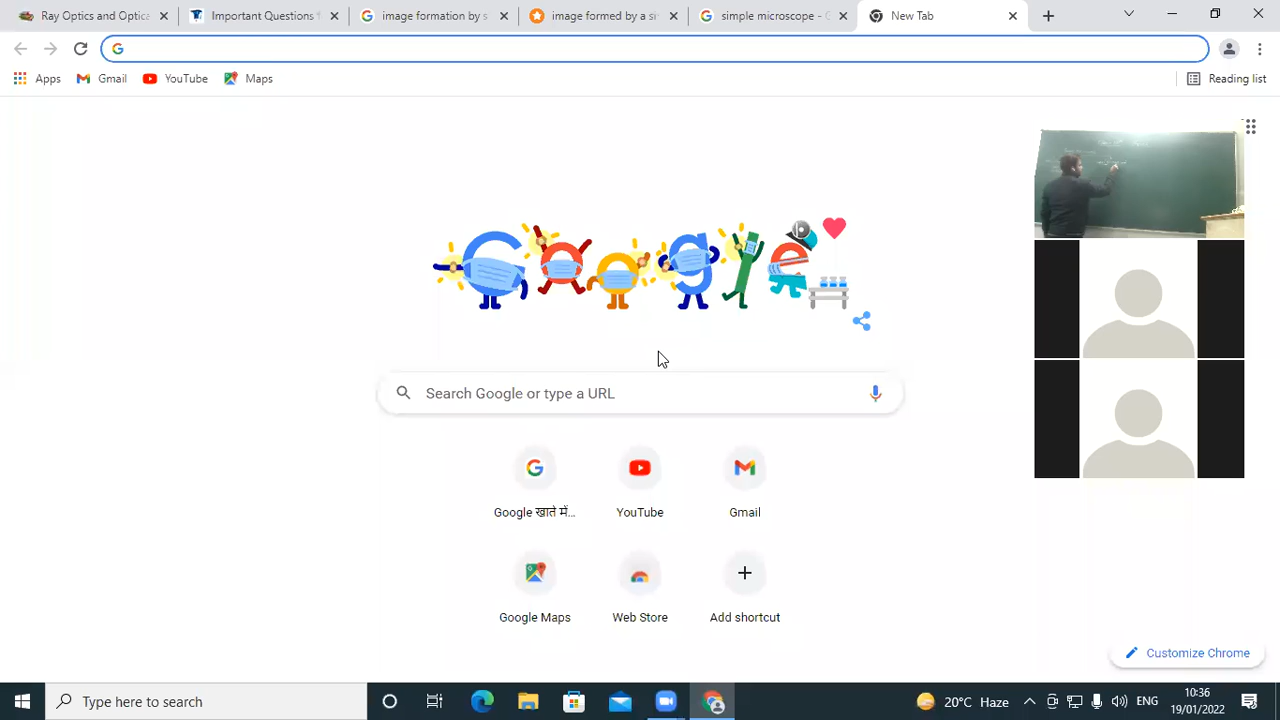 Ray Optics and Optica
Important Questions f
image formation by s
image formed by a si
simple microscope - G
New Tab
Apps
Gmail
YouTube
Maps
Reading list
Google
Search Google or type a URL
Google खाते में...
YouTube
Gmail
Google Maps
Web Store
Add shortcut
Customize Chrome
Type here to search
20°C Haze
ENG
10:36
19/01/2022